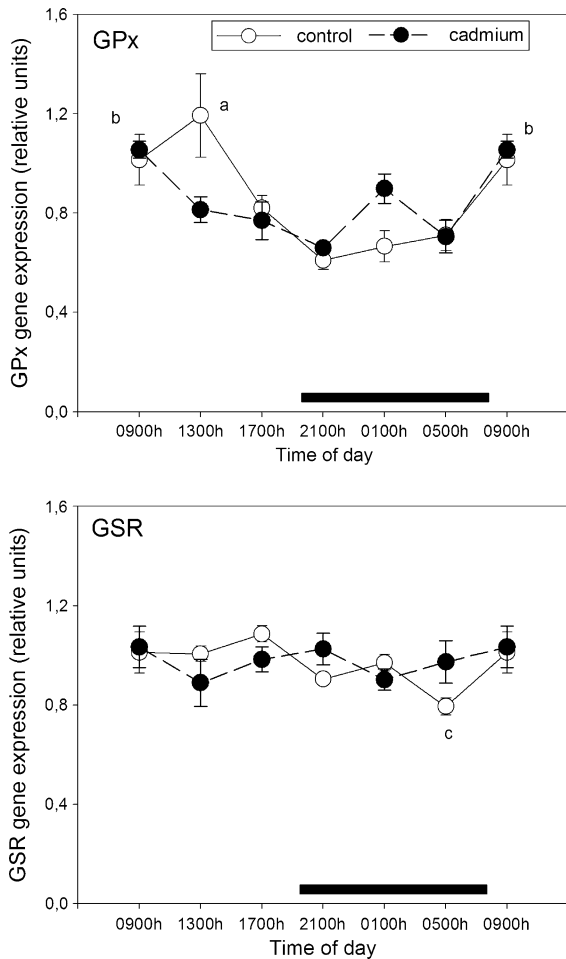 GPx
control
cadmium
GPx gene expression (relative units)
1,6
1,2
0,8
0,4
0,0
b
a
b
0900h 1300h 1700h 2100h 0100h 0500h 0900h
Time of day
GSR
GSR gene expression (relative units)
1,6
1,2
0,8
0,4
0,0
c
0900h 1300h 1700h 2100h 0100h 0500h 0900h
Time of day